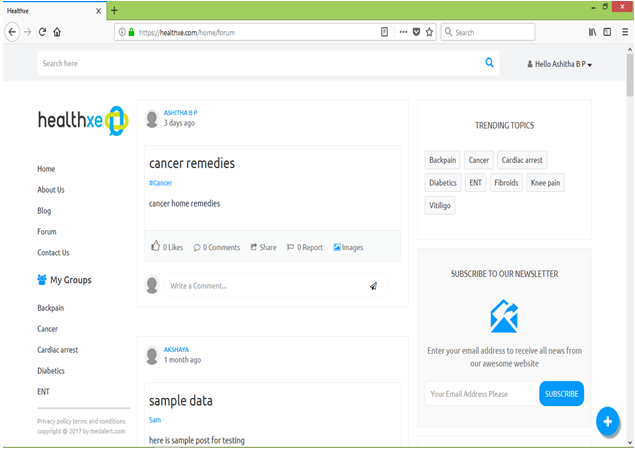 Healthxe
https://healthxe.com/home/forum
Search
Search here
Hello Ashitha B P
healthxe
Home
About Us
Blog
Forum
Contact Us
My Groups
Backpain
Cancer
Cardiac arrest
Diabetics
ENT
Privacy policy terms and conditions
copyright @ 2017 by medalert.com
ASHITHA B P
3 days ago
cancer remedies
#Cancer
cancer home remedies
0 Likes 0 Comments Share 0 Report Images
Write a Comment...
AKSHAYA
1 month ago
sample data
Sam
here is sample post for testing
TRENDING TOPICS
Backpain Cancer Cardiac arrest
Diabetics ENT Fibroids Knee pain
Vitiligo
SUBSCRIBE TO OUR NEWSLETTER
Enter your email address to receive all news from
our awesome website
Your Email Address Please SUBSCRIBE